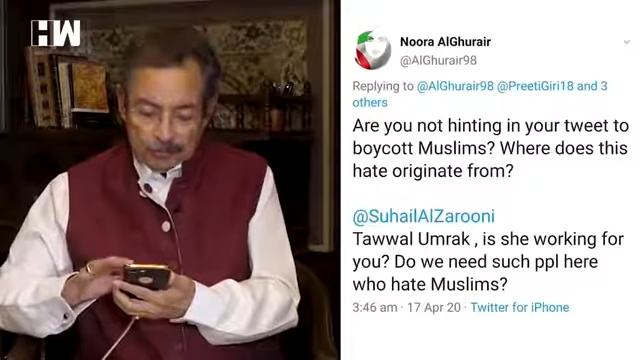 HW
Noora AlGhurair
@AlGhurair98
Replying to @AlGhurair98 @PreetiGiri18 and 3
others
Are you not hinting in your tweet to
boycott Muslims? Where does this
hate originate from?
@SuhailAlZarooni
Tawwal Umrak , is she working for
you? Do we need such ppl here
who hate Muslims?
3:46 am · 17 Apr 20 · Twitter for iPhone